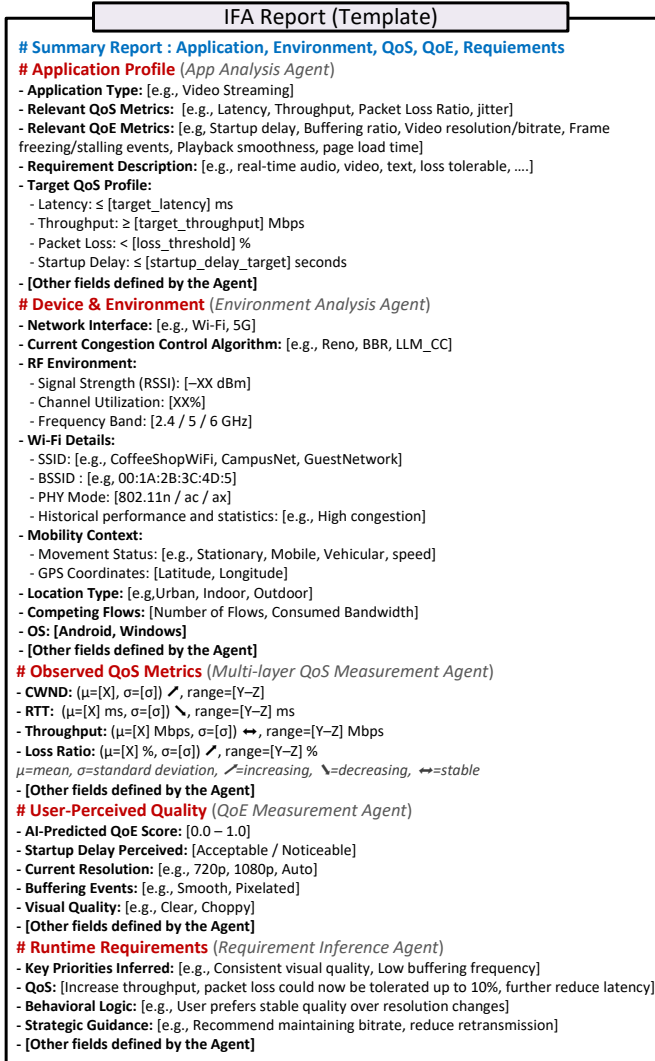 IFA Report (Template)
# Summary Report : Application, Environment, QoS, QoE, Requiements
# Application Profile (App Analysis Agent)
- Application Type: [e.g., Video Streaming]
- Relevant QoS Metrics: [e.g., Latency, Throughput, Packet Loss Ratio, jitter]
- Relevant QoE Metrics: [e.g, Startup delay, Buffering ratio, Video resolution/bitrate, Frame
freezing/stalling events, Playback smoothness, page load time]
- Requirement Description: [e.g., real-time audio, video, text, loss tolerable, ....]
- Target QoS Profile:
- Latency: ≤ [target_latency] ms
- Throughput: ≥ [target_throughput] Mbps
- Packet Loss: < [loss_threshold] %
- Startup Delay: ≤ [startup_delay_target] seconds
- [Other fields defined by the Agent]
# Device & Environment (Environment Analysis Agent)
- Network Interface: [e.g., Wi-Fi, 5G]
- Current Congestion Control Algorithm: [e.g., Reno, BBR, LLM_CC]
- RF Environment:
- Signal Strength (RSSI): [–XX dBm]
- Channel Utilization: [XX%]
- Frequency Band: [2.4 / 5 / 6 GHz]
- Wi-Fi Details:
- SSID: [e.g., CoffeeShopWiFi, CampusNet, GuestNetwork]
- BSSID : [e.g, 00:1A:2B:3C:4D:5]
- PHY Mode: [802.11n / ac / ax]
- Historical performance and statistics: [e.g., High congestion]
- Mobility Context:
- Movement Status: [e.g., Stationary, Mobile, Vehicular, speed]
- GPS Coordinates: [Latitude, Longitude]
- Location Type: [e.g,Urban, Indoor, Outdoor]
- Competing Flows: [Number of Flows, Consumed Bandwidth]
- OS: [Android, Windows]
- [Other fields defined by the Agent]
# Observed QoS Metrics (Multi-layer QoS Measurement Agent)
- CWND: (μ=[X], σ=[σ]) ↗, range=[Y–Z]
- RTT: (μ=[X] ms, σ=[σ]) ↘, range=[Y–Z] ms
- Throughput: (μ=[X] Mbps, σ=[σ]) ↔, range=[Y–Z] Mbps
- Loss Ratio: (μ=[X] %, σ=[σ]) ↗, range=[Y–Z] %
μ=mean, σ=standard deviation, ↗=increasing, ↘=decreasing, ↔=stable
- [Other fields defined by the Agent]
# User-Perceived Quality (QoE Measurement Agent)
- AI-Predicted QoE Score: [0.0 – 1.0]
- Startup Delay Perceived: [Acceptable / Noticeable]
- Current Resolution: [e.g., 720p, 1080p, Auto]
- Buffering Events: [e.g., Smooth, Pixelated]
- Visual Quality: [e.g., Clear, Choppy]
- [Other fields defined by the Agent]
# Runtime Requirements (Requirement Inference Agent)
- Key Priorities Inferred: [e.g., Consistent visual quality, Low buffering frequency]
- QoS: [Increase throughput, packet loss could now be tolerated up to 10%, further reduce latency]
- Behavioral Logic: [e.g., User prefers stable quality over resolution changes]
- Strategic Guidance: [e.g., Recommend maintaining bitrate, reduce retransmission]
- [Other fields defined by the Agent]